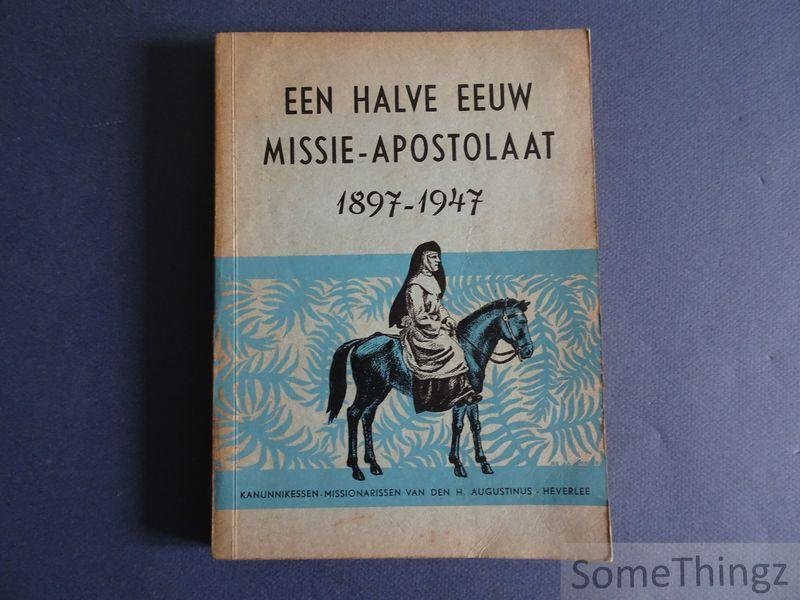 EEN HALVE EEUW
MISSIE-APOSTOLAAT
1897-1947
KANUNNIKESSEN-MISSIONARISSEN VAN DEN H. AUGUSTINUS - HEVERLEE
SomeThingz